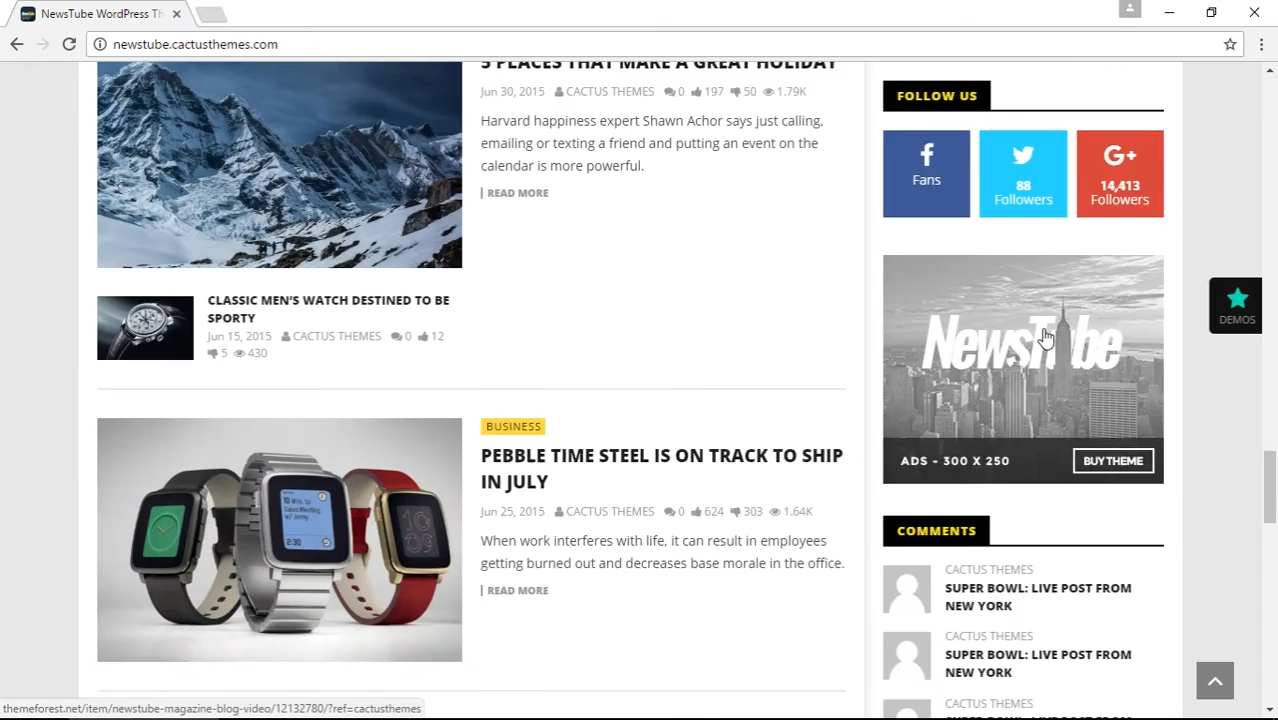 NewsTube WordPress Th
newstube.cactusthemes.com
5 PLACES THAT MAKE A GREAT HOLIDAY
Jun 30, 2015 CACTUS THEMES 0 197 50 1.79K
Harvard happiness expert Shawn Achor says just calling,
emailing or texting a friend and putting an event on the
calendar is more powerful.
READ MORE
CLASSIC MEN'S WATCH DESTINED TO BE
SPORTY
Jun 15, 2015 CACTUS THEMES 0 12
5 430
BUSINESS
PEBBLE TIME STEEL IS ON TRACK TO SHIP
IN JULY
Jun 25, 2015 CACTUS THEMES 0 624 303 1.64K
When work interferes with life, it can result in employees
getting burned out and decreases base morale in the office.
READ MORE
FOLLOW US
Fans
88
Followers
G+
14,413
Followers
NewsTube
ADS - 300 X 250
BUY THEME
DEMOS
COMMENTS
CACTUS THEMES
SUPER BOWL: LIVE POST FROM
NEW YORK
CACTUS THEMES
SUPER BOWL: LIVE POST FROM
NEW YORK
CACTUS THEMES
themeforest.net/item/newstube-magazine-blog-video/12132780/?ref=cactusthemes